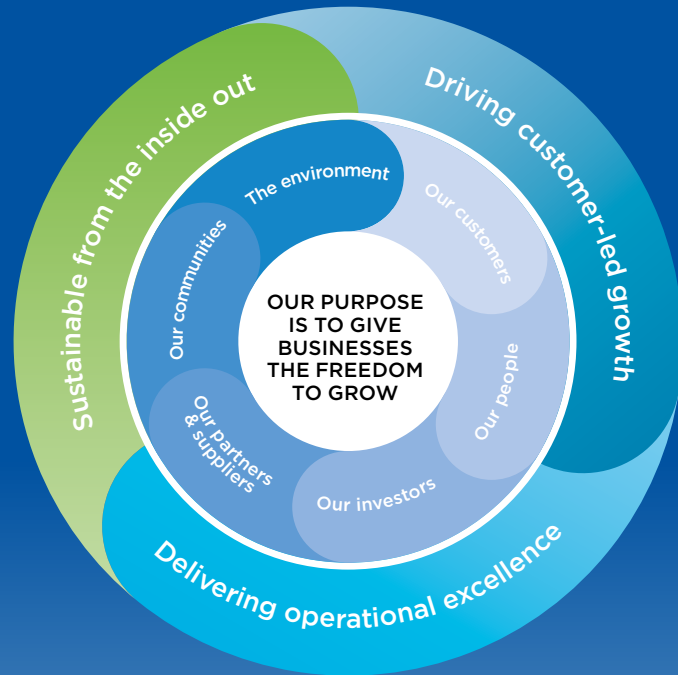 Sustainable from the inside out
Driving customer-led growth
Delivering operational excellence
The environment
Our customers
Our people
Our investors
Our partners
& suppliers
Our communities
OUR PURPOSE
IS TO GIVE
BUSINESSES
THE FREEDOM
TO GROW